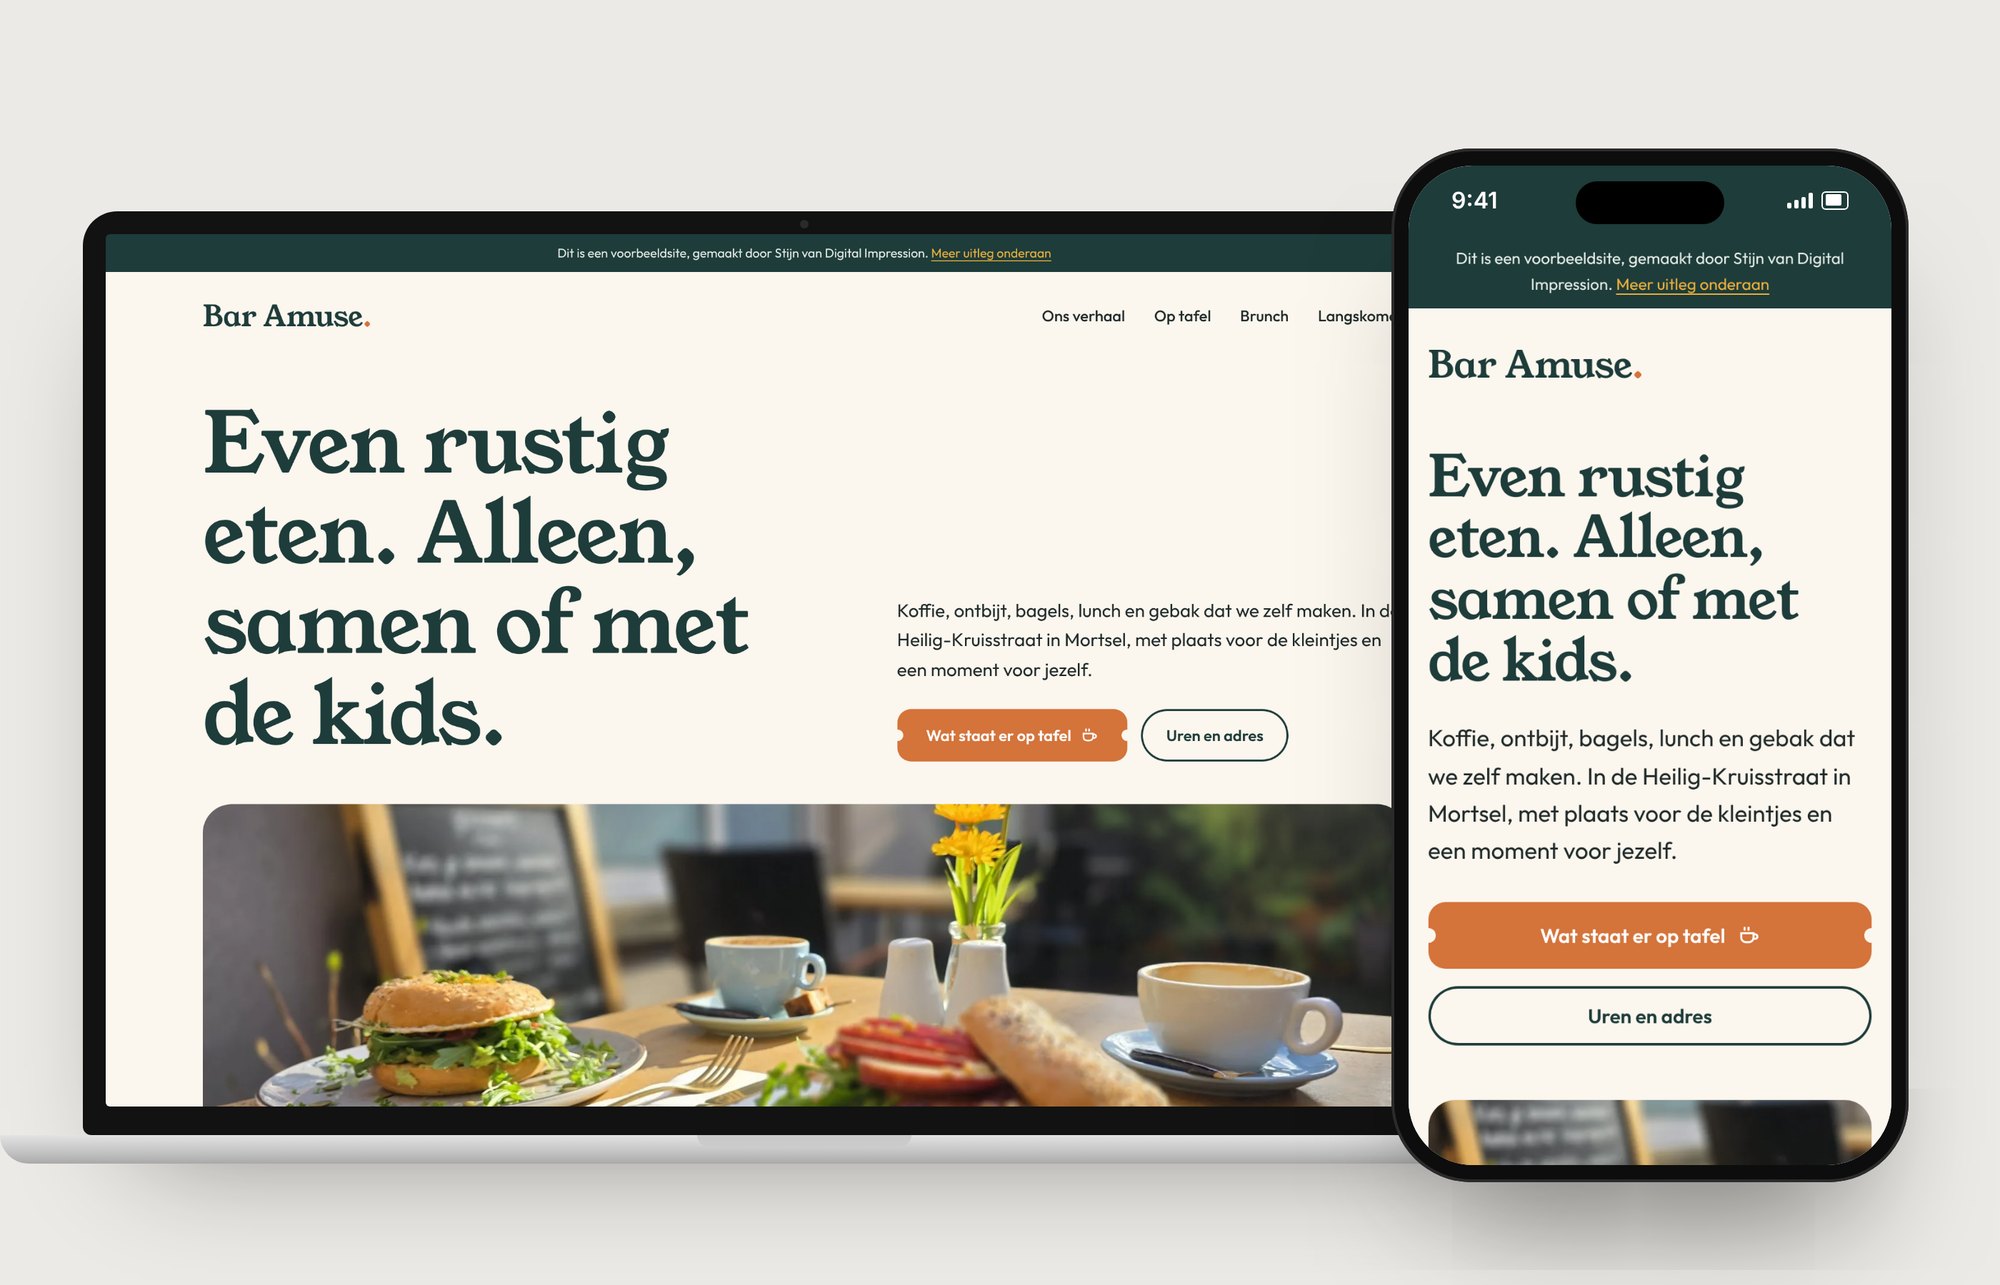 Dit is een voorbeeldsite, gemaakt door Stijn van Digital Impression. Meer uitleg onderaan
Bar Amuse.
Ons verhaal
Op tafel
Brunch
Even rustig
eten. Alleen,
samen of met
de kids.
Koffie, ontbijt, bagels, lunch en gebak dat we zelf maken. In
Heilig-Kruisstraat in Mortsel, met plaats voor de kleintjes en
een moment voor jezelf.
Wat staat er op tafel
Uren en adres
9:41
Dit is een voorbeeldsite, gemaakt door Stijn van Digital
Impression. Meer uitleg onderaan
Bar Amuse.
Even rustig
eten. Alleen,
samen of met
de kids.
Koffie, ontbijt, bagels, lunch en gebak dat
we zelf maken. In de Heilig-Kruisstraat in
Mortsel, met plaats voor de kleintjes en
een moment voor jezelf.
Wat staat er op tafel
Uren en adres